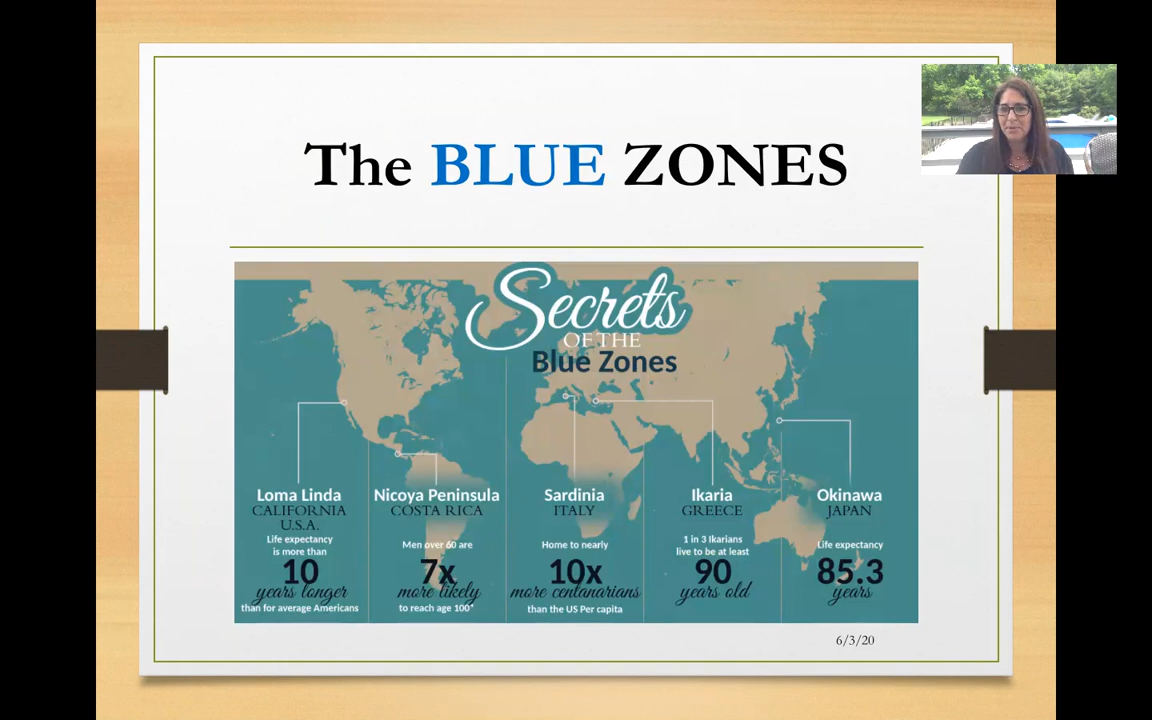 The BLUE ZONES
Secrets
OF THE
Blue Zones
Loma Linda
CALIFORNIA
U.S.A.
Life expectancy
is more than
10
years longer
than for average Americans
Nicoya Peninsula
COSTA RICA
Men over 60 are
7x
more likely
to reach age 100*
Sardinia
ITALY
Home to nearly
10x
more centanarians
than the US Per capita
Ikaria
GREECE
1 in 3 Ikarians
live to be at least
90
years old
Okinawa
JAPAN
Life expectancy
85.3
years
6/3/20